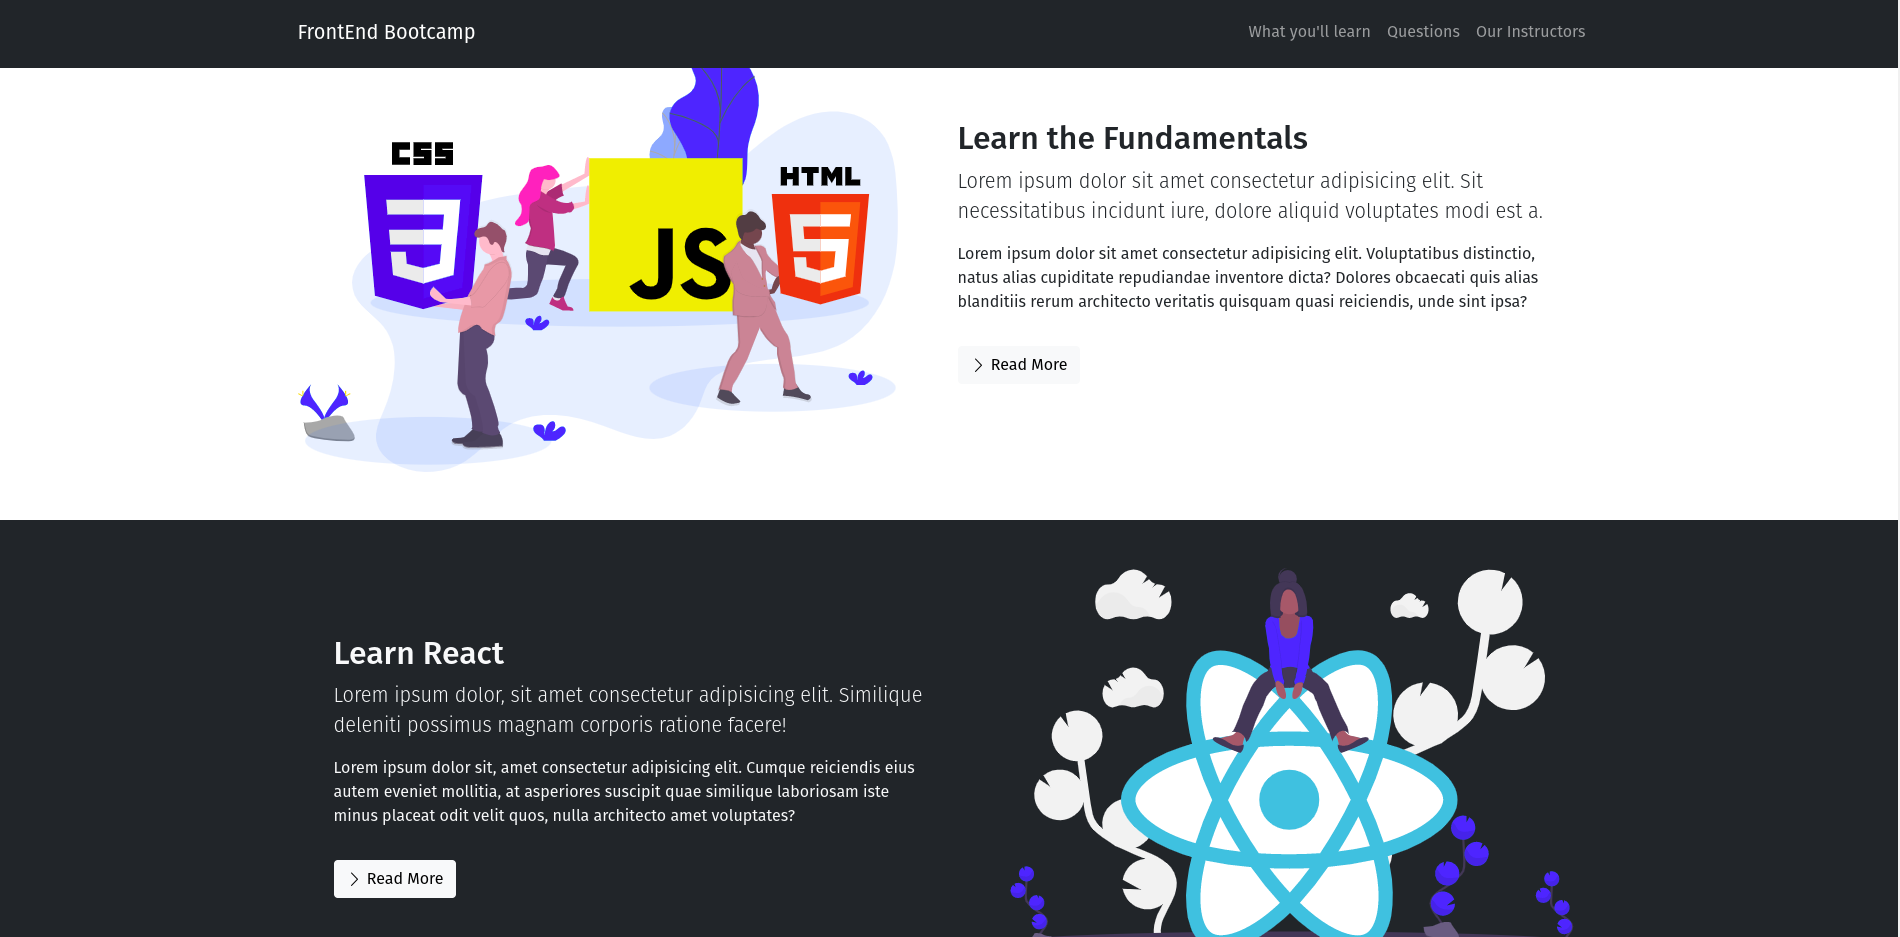 FrontEnd Bootcamp
What you'll learn Questions Our Instructors
CSS
HTML
JS
Learn the Fundamentals
Lorem ipsum dolor sit amet consectetur adipisicing elit. Sit
necessitatibus incidunt iure, dolore aliquid voluptates modi est a.
Lorem ipsum dolor sit amet consectetur adipisicing elit. Voluptatibus distinctio,
natus alias cupiditate repudiandae inventore dicta? Dolores obcaecati quis alias
blanditiis rerum architecto veritatis quisquam quasi reiciendis, unde sint ipsa?
Read More
Learn React
Lorem ipsum dolor, sit amet consectetur adipisicing elit. Similique
deleniti possimus magnam corporis ratione facere!
Lorem ipsum dolor sit, amet consectetur adipisicing elit. Cumque reiciendis eius
autem eveniet mollitia, at asperiores suscipit quae similique laboriosam iste
minus placeat odit velit quos, nulla architecto amet voluptates?
Read More